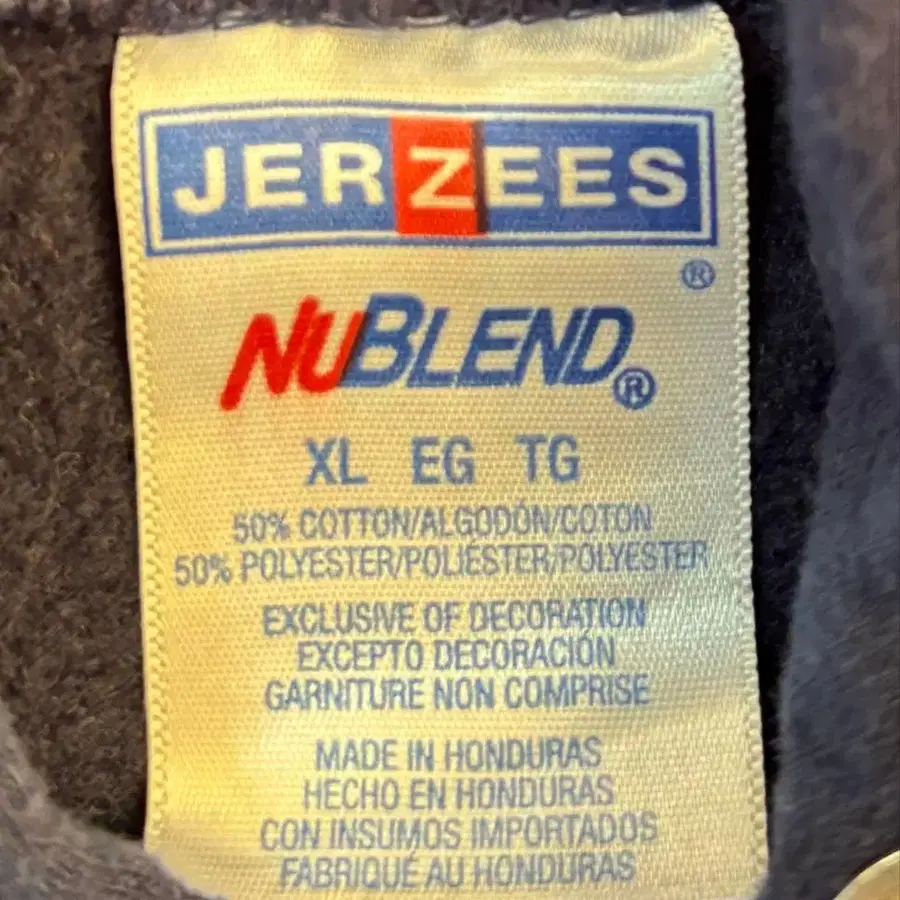 JERZEES
®
NUBLEND®
XL EG TG
50% COTTON/ALGODÓN/COTON
50% POLYESTER/POLIÉSTER/POLYESTER
EXCLUSIVE OF DECORATION
EXCEPTO DECORACIÓN
GARNITURE NON COMPRISE
MADE IN HONDURAS
HECHO EN HONDURAS
CON INSUMOS IMPORTADOS
FABRIQUÉ AU HONDURAS